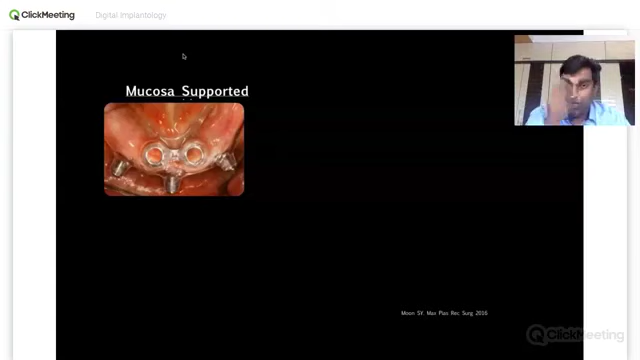 ClickMeeting
Digital Implantology
Mucosa Supported
Moon SY. Max Plas Rec Surg 2016
ClickMeeting